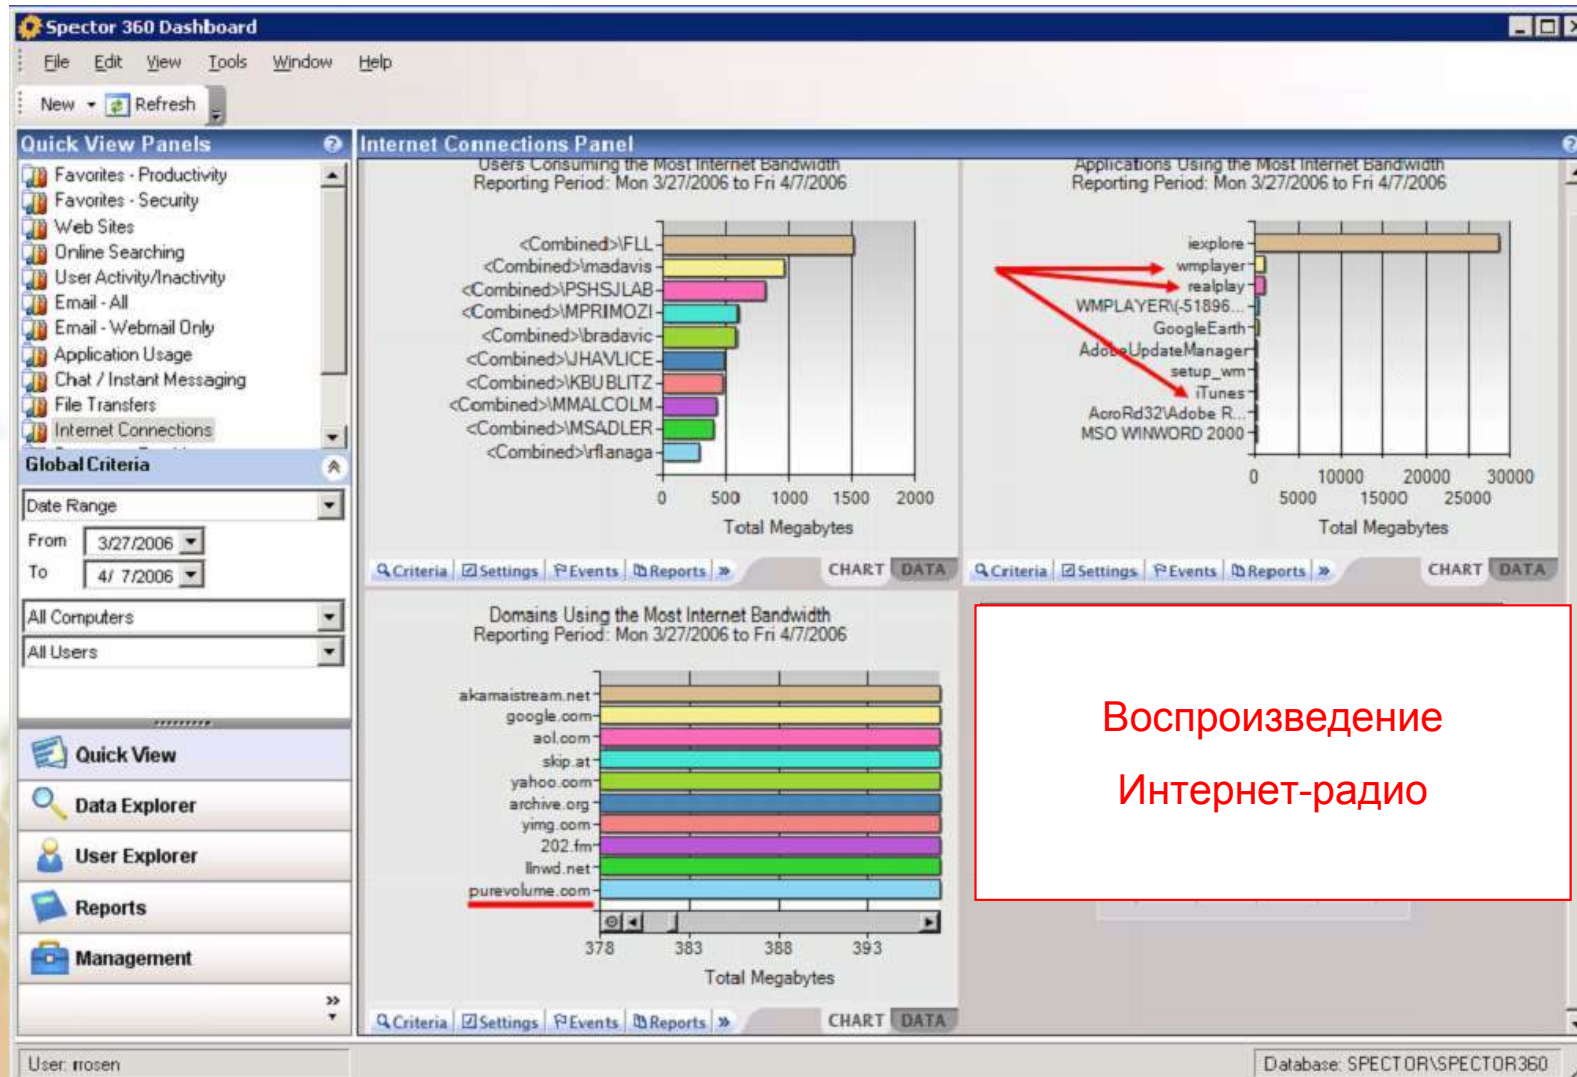 Spector 360 Dashboard
File Edit View Tools Window Help
New Refresh
Quick View Panels
Favorites - Productivity
Favorites - Security
Web Sites
Online Searching
User Activity/Inactivity
Email - All
Email - Webmail Only
Application Usage
Chat / Instant Messaging
File Transfers
Internet Connections
Global Criteria
Date Range
From 3/27/2006
To 4/ 7/2006
All Computers
All Users
Quick View
Data Explorer
User Explorer
Reports
Management
Internet Connections Panel
Users Consuming the Most Internet Bandwidth
Reporting Period: Mon 3/27/2006 to Fri 4/7/2006
<Combined>\FLL
<Combined>\madavis
<Combined>\PSHSJLAB
<Combined>\MPRIMOZI
<Combined>\bradavic
<Combined>\JHAVLICE
<Combined>\KBUBLITZ
<Combined>\MMALCOLM
<Combined>\MSADLER
<Combined>\rflanaga
0 500 1000 1500 2000
Total Megabytes
Criteria Settings Events Reports » CHART DATA
Applications Using the Most Internet Bandwidth
Reporting Period: Mon 3/27/2006 to Fri 4/7/2006
iexplore
wmplayer
realplay
WMPLAYER\(-51896...
GoogleEarth
AdobeUpdateManager
setup_wm
iTunes
AcroRd32\Adobe R...
MSO WINWORD 2000
0 10000 20000 30000
5000 15000 25000
Total Megabytes
Criteria Settings Events Reports » CHART DATA
Domains Using the Most Internet Bandwidth
Reporting Period: Mon 3/27/2006 to Fri 4/7/2006
akamaistream.net
google.com
aol.com
skip.at
yahoo.com
archive.org
yimg.com
202.fm
llnwd.net
purevolume.com
378 383 388 393
Total Megabytes
Criteria Settings Events Reports » CHART DATA
Воспроизведение
Интернет-радио
User: rrosen
Database: SPECTOR\SPECTOR360